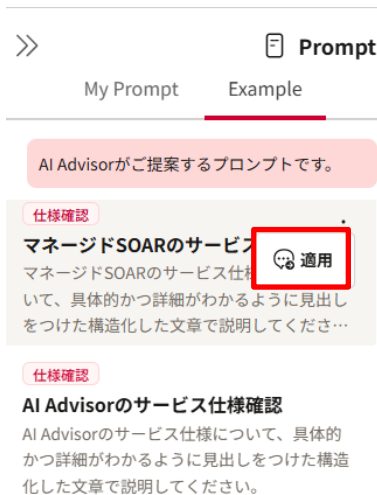 Prompt
My Prompt Example
AI Advisorがご提案するプロンプトです。
仕様確認
マネージドSOARのサービス
適用
マネージドSOARのサービス仕
いて、具体的かつ詳細がわかるように見出し
をつけた構造化した文章で説明してくださ…
仕様確認
AI Advisorのサービス仕様確認
AI Advisorのサービス仕様について、具体的
かつ詳細がわかるように見出しをつけた構造
化した文章で説明してください。